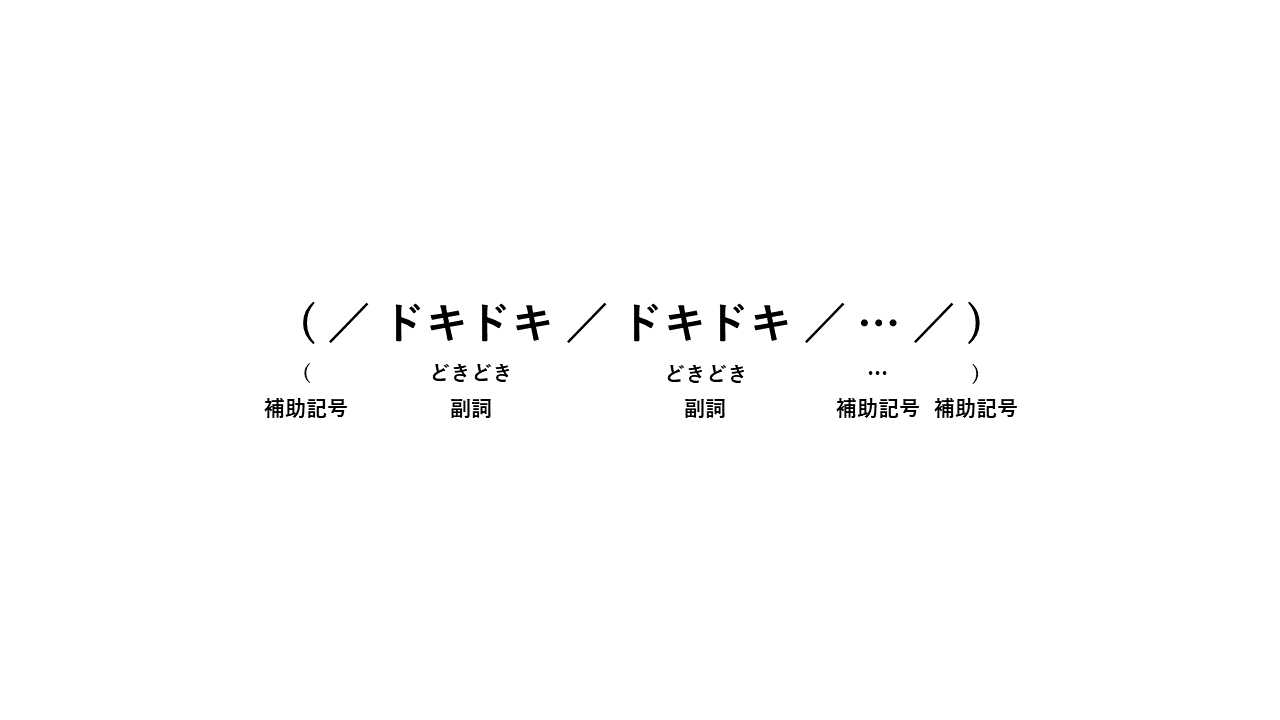 （／ドキドキ／ドキドキ／…／）
（ どきどき どきどき … ）
補助記号 副詞 副詞 補助記号 補助記号